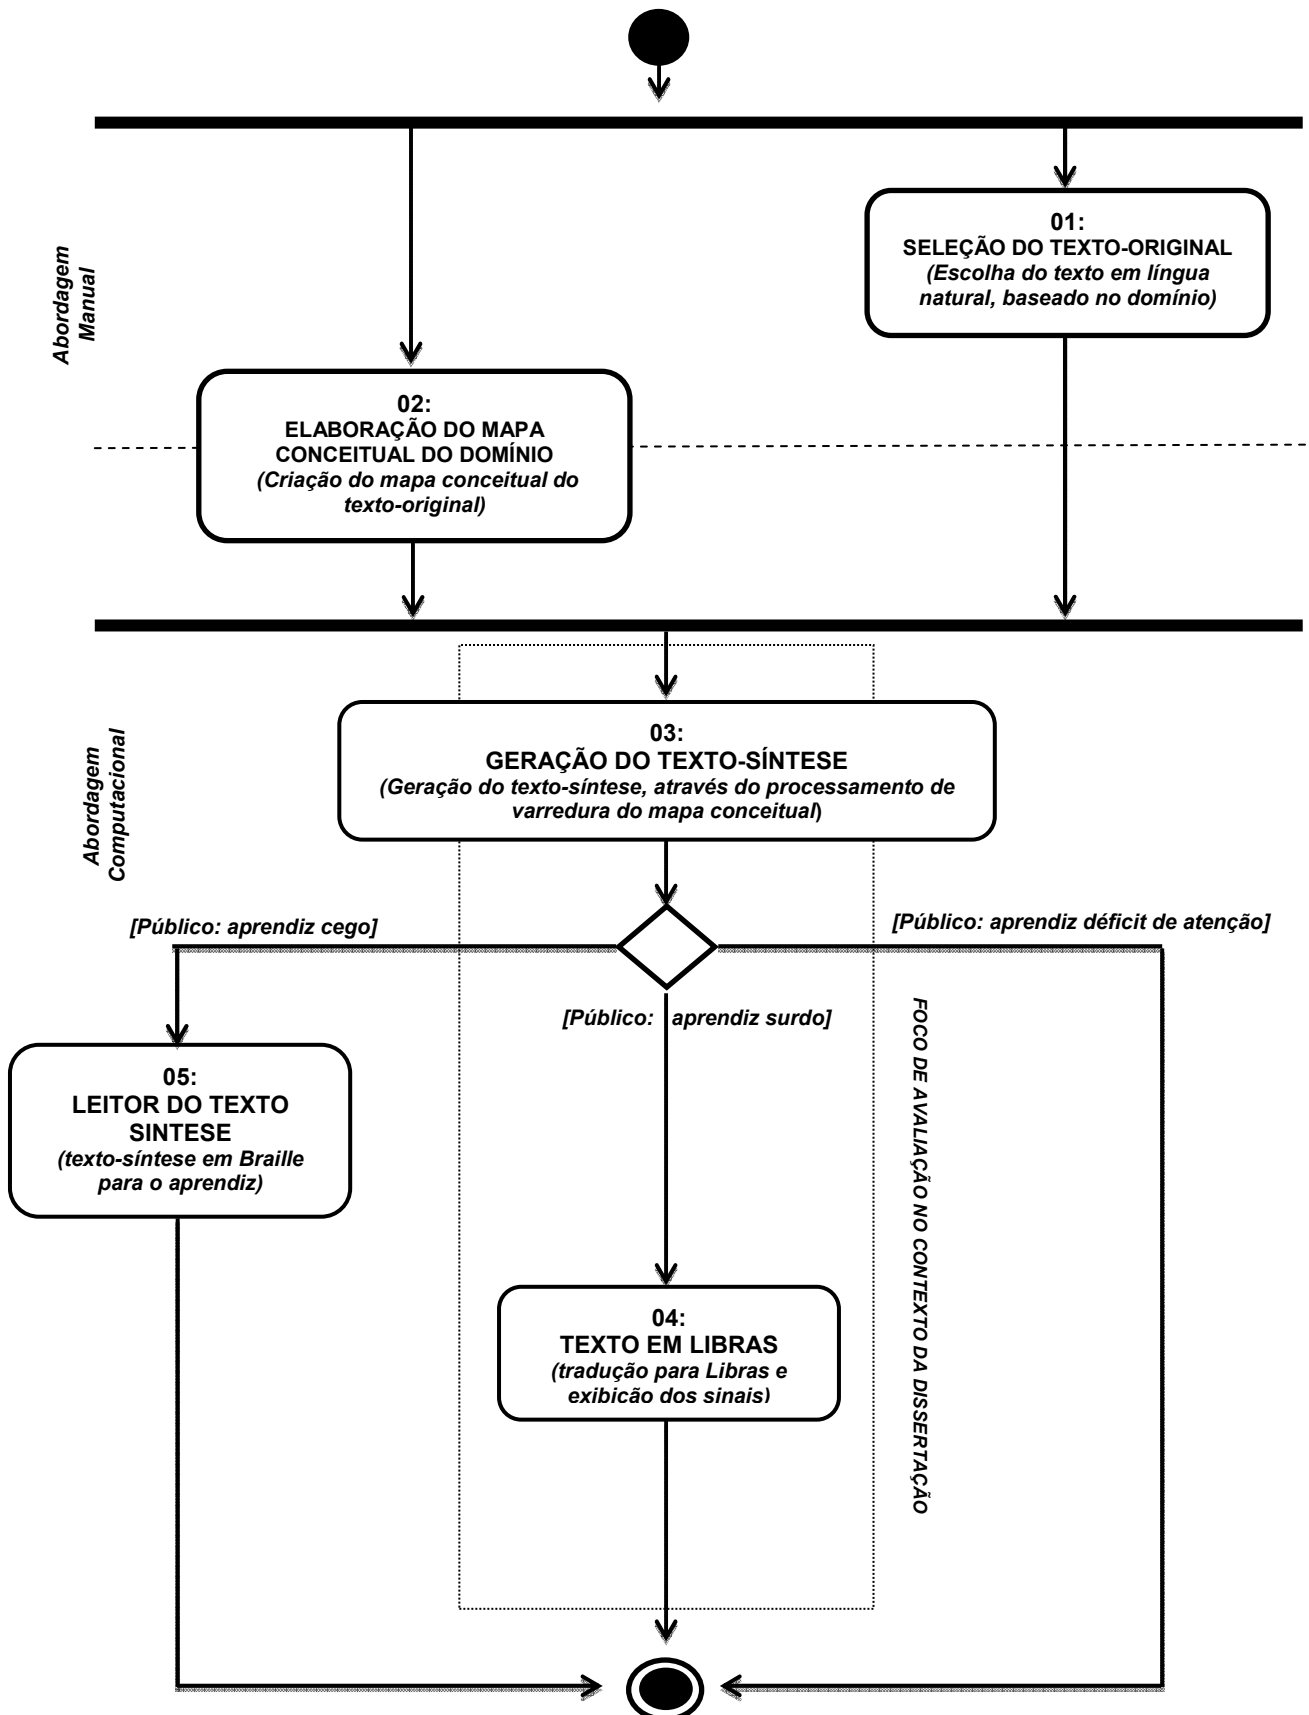 Abordagem
Manual
01:
SELEÇÃO DO TEXTO-ORIGINAL
(Escolha do texto em língua
natural, baseado no domínio)
02:
ELABORAÇÃO DO MAPA
CONCEITUAL DO DOMÍNIO
(Criação do mapa conceitual do
texto-original)
Abordagem
Computacional
03:
GERAÇÃO DO TEXTO-SÍNTESE
(Geração do texto-síntese, através do processamento de
varredura do mapa conceitual)
[Público: aprendiz cego]
[Público: aprendiz déficit de atenção]
[Público: aprendiz surdo]
FOCO DE AVALIAÇÃO NO CONTEXTO DA DISSERTAÇÃO
05:
LEITOR DO TEXTO
SINTESE
(texto-síntese em Braille
para o aprendiz)
04:
TEXTO EM LIBRAS
(tradução para Libras e
exibicão dos sinais)